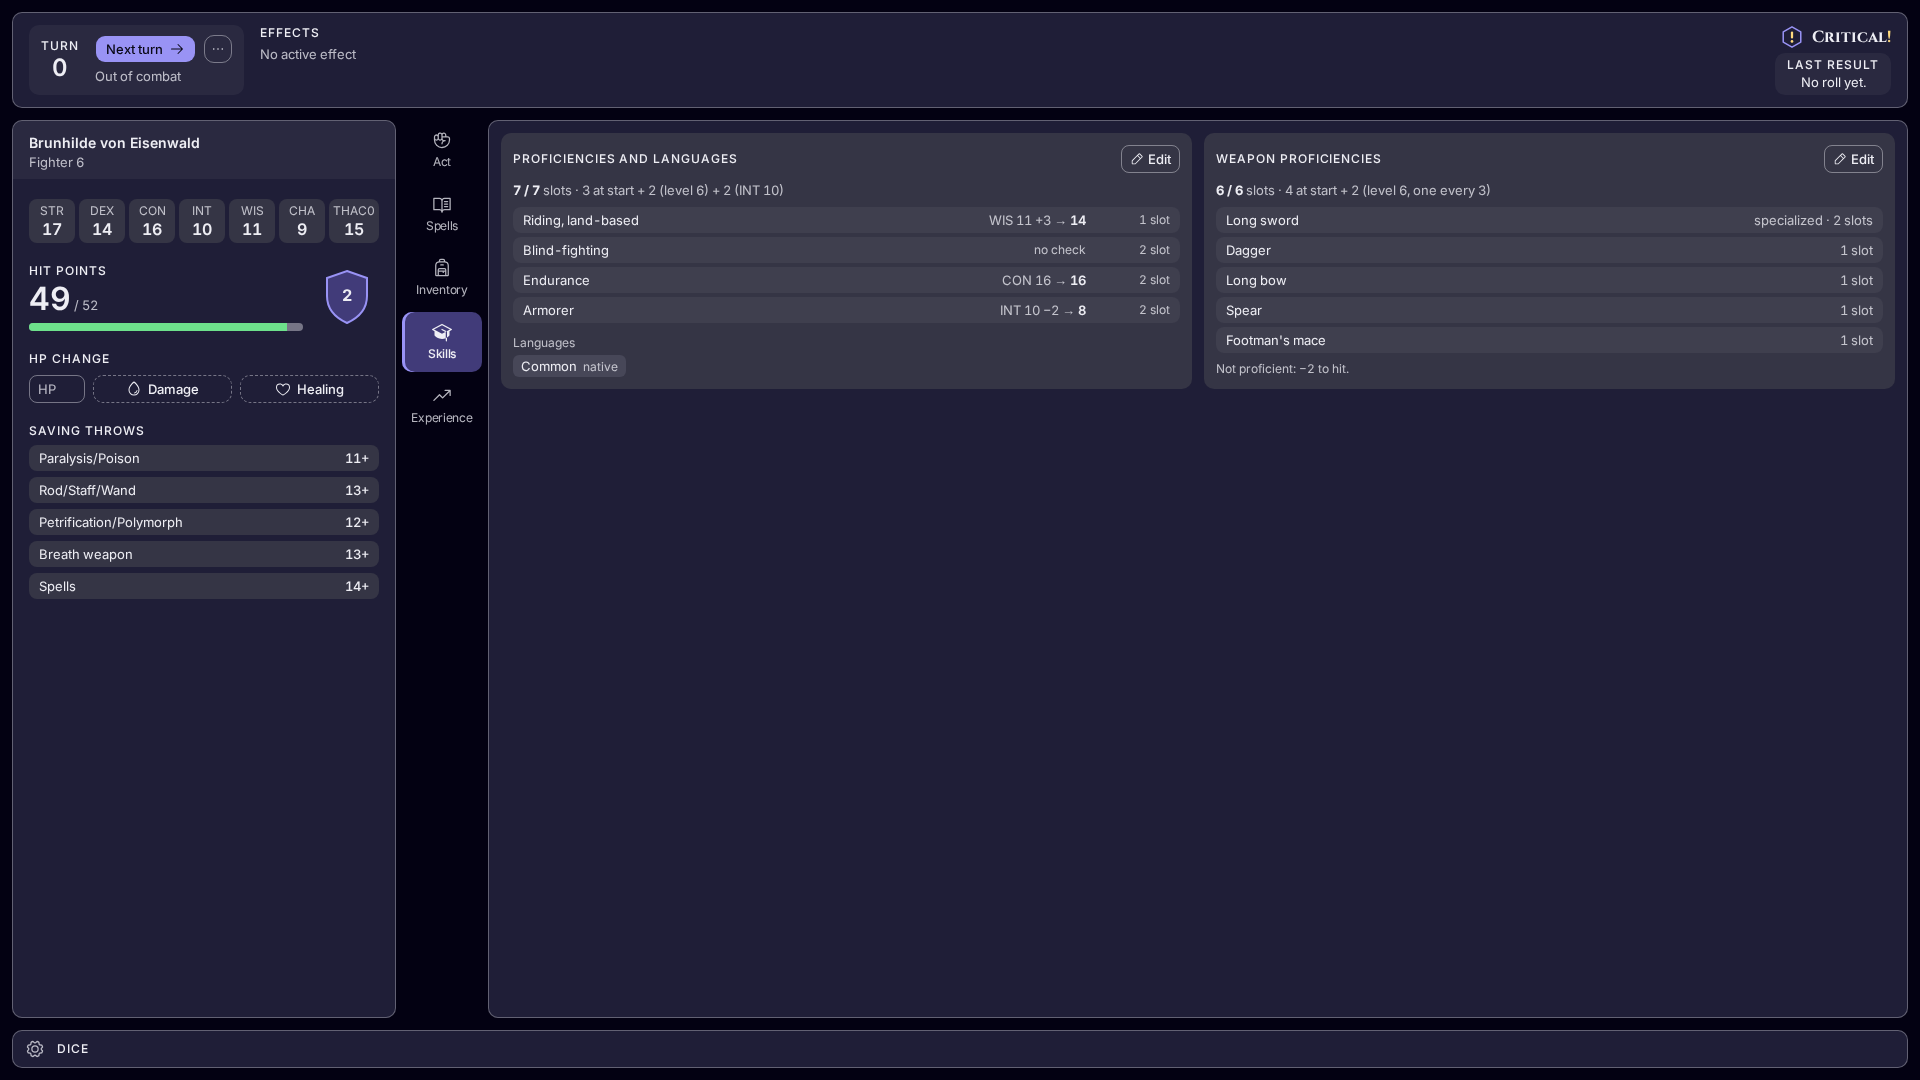 TURN
0
Next turn →
...
Out of combat
EFFECTS
No active effect
CRITICAL!
LAST RESULT
No roll yet.
Brunhilde von Eisenwald
Fighter 6
STR 17
DEX 14
CON 16
INT 10
WIS 11
CHA 9
THAC0 15
HIT POINTS
49 / 52
2
HP CHANGE
HP
Damage
Healing
SAVING THROWS
Paralysis/Poison 11+
Rod/Staff/Wand 13+
Petrification/Polymorph 12+
Breath weapon 13+
Spells 14+
Act
Spells
Inventory
Skills
Experience
PROFICIENCIES AND LANGUAGES
Edit
7 / 7 slots · 3 at start + 2 (level 6) + 2 (INT 10)
Riding, land-based WIS 11 +3 → 14 1 slot
Blind-fighting no check 2 slot
Endurance CON 16 → 16 2 slot
Armorer INT 10 −2 → 8 2 slot
Languages
Common native
WEAPON PROFICIENCIES
Edit
6 / 6 slots · 4 at start + 2 (level 6, one every 3)
Long sword specialized · 2 slots
Dagger 1 slot
Long bow 1 slot
Spear 1 slot
Footman's mace 1 slot
Not proficient: −2 to hit.
DICE